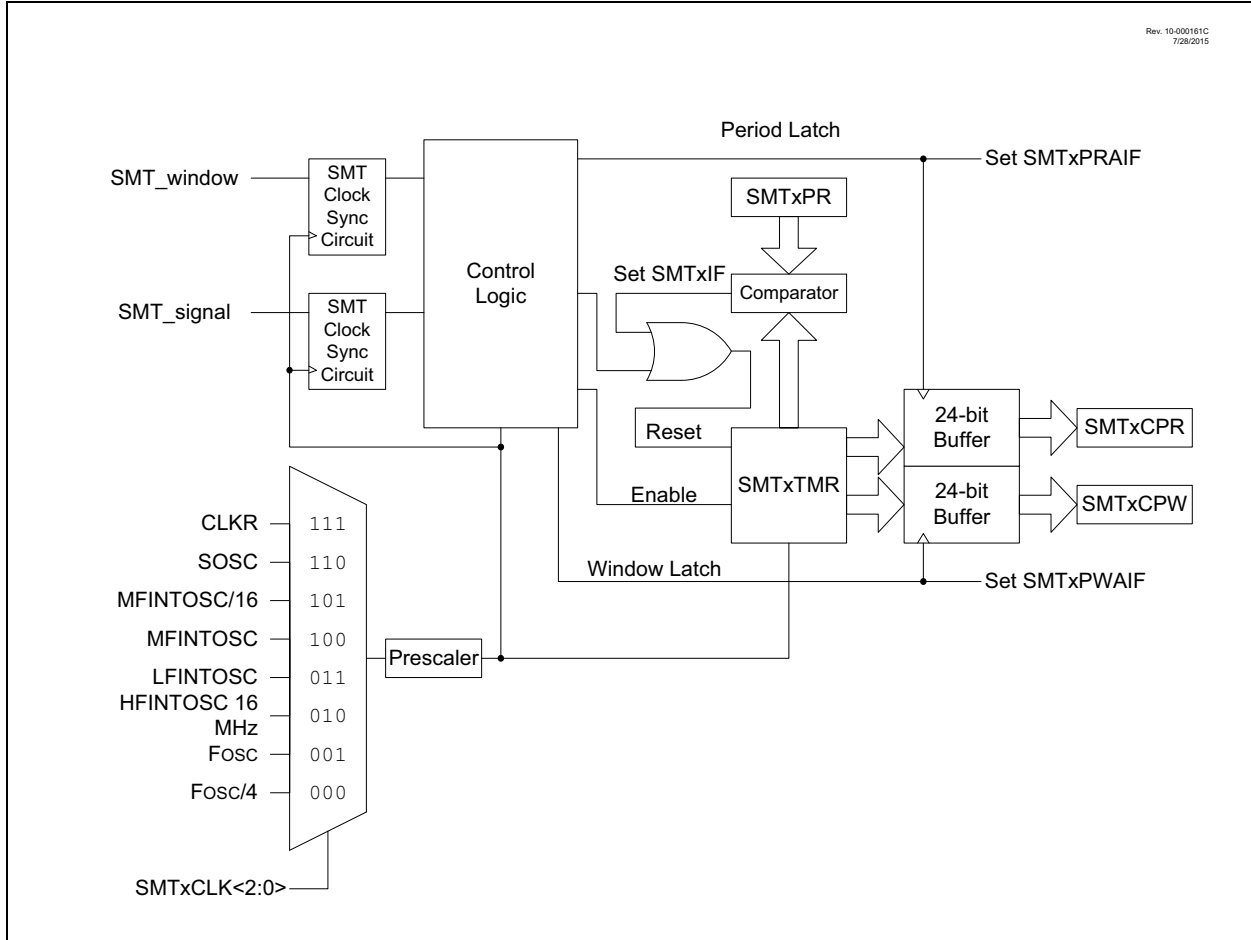 Rev. 10-000161C
7/28/2015
Period Latch
Set SMTxPRAIF
SMT_window
SMT
Clock
Sync
Circuit
SMTxPR
Control
Logic
Set SMTxIF
Comparator
SMT_signal
SMT
Clock
Sync
Circuit
24-bit
Buffer
SMTxCPR
Reset
SMTxTMR
Enable
24-bit
Buffer
SMTxCPW
Window Latch
Set SMTxPWAIF
CLKR 111
SOSC 110
MFINTOSC/16 101
MFINTOSC 100
Prescaler
LFINTOSC 011
HFINTOSC 16
MHz
010
FOSC 001
FOSC/4 000
SMTxCLK<2:0>